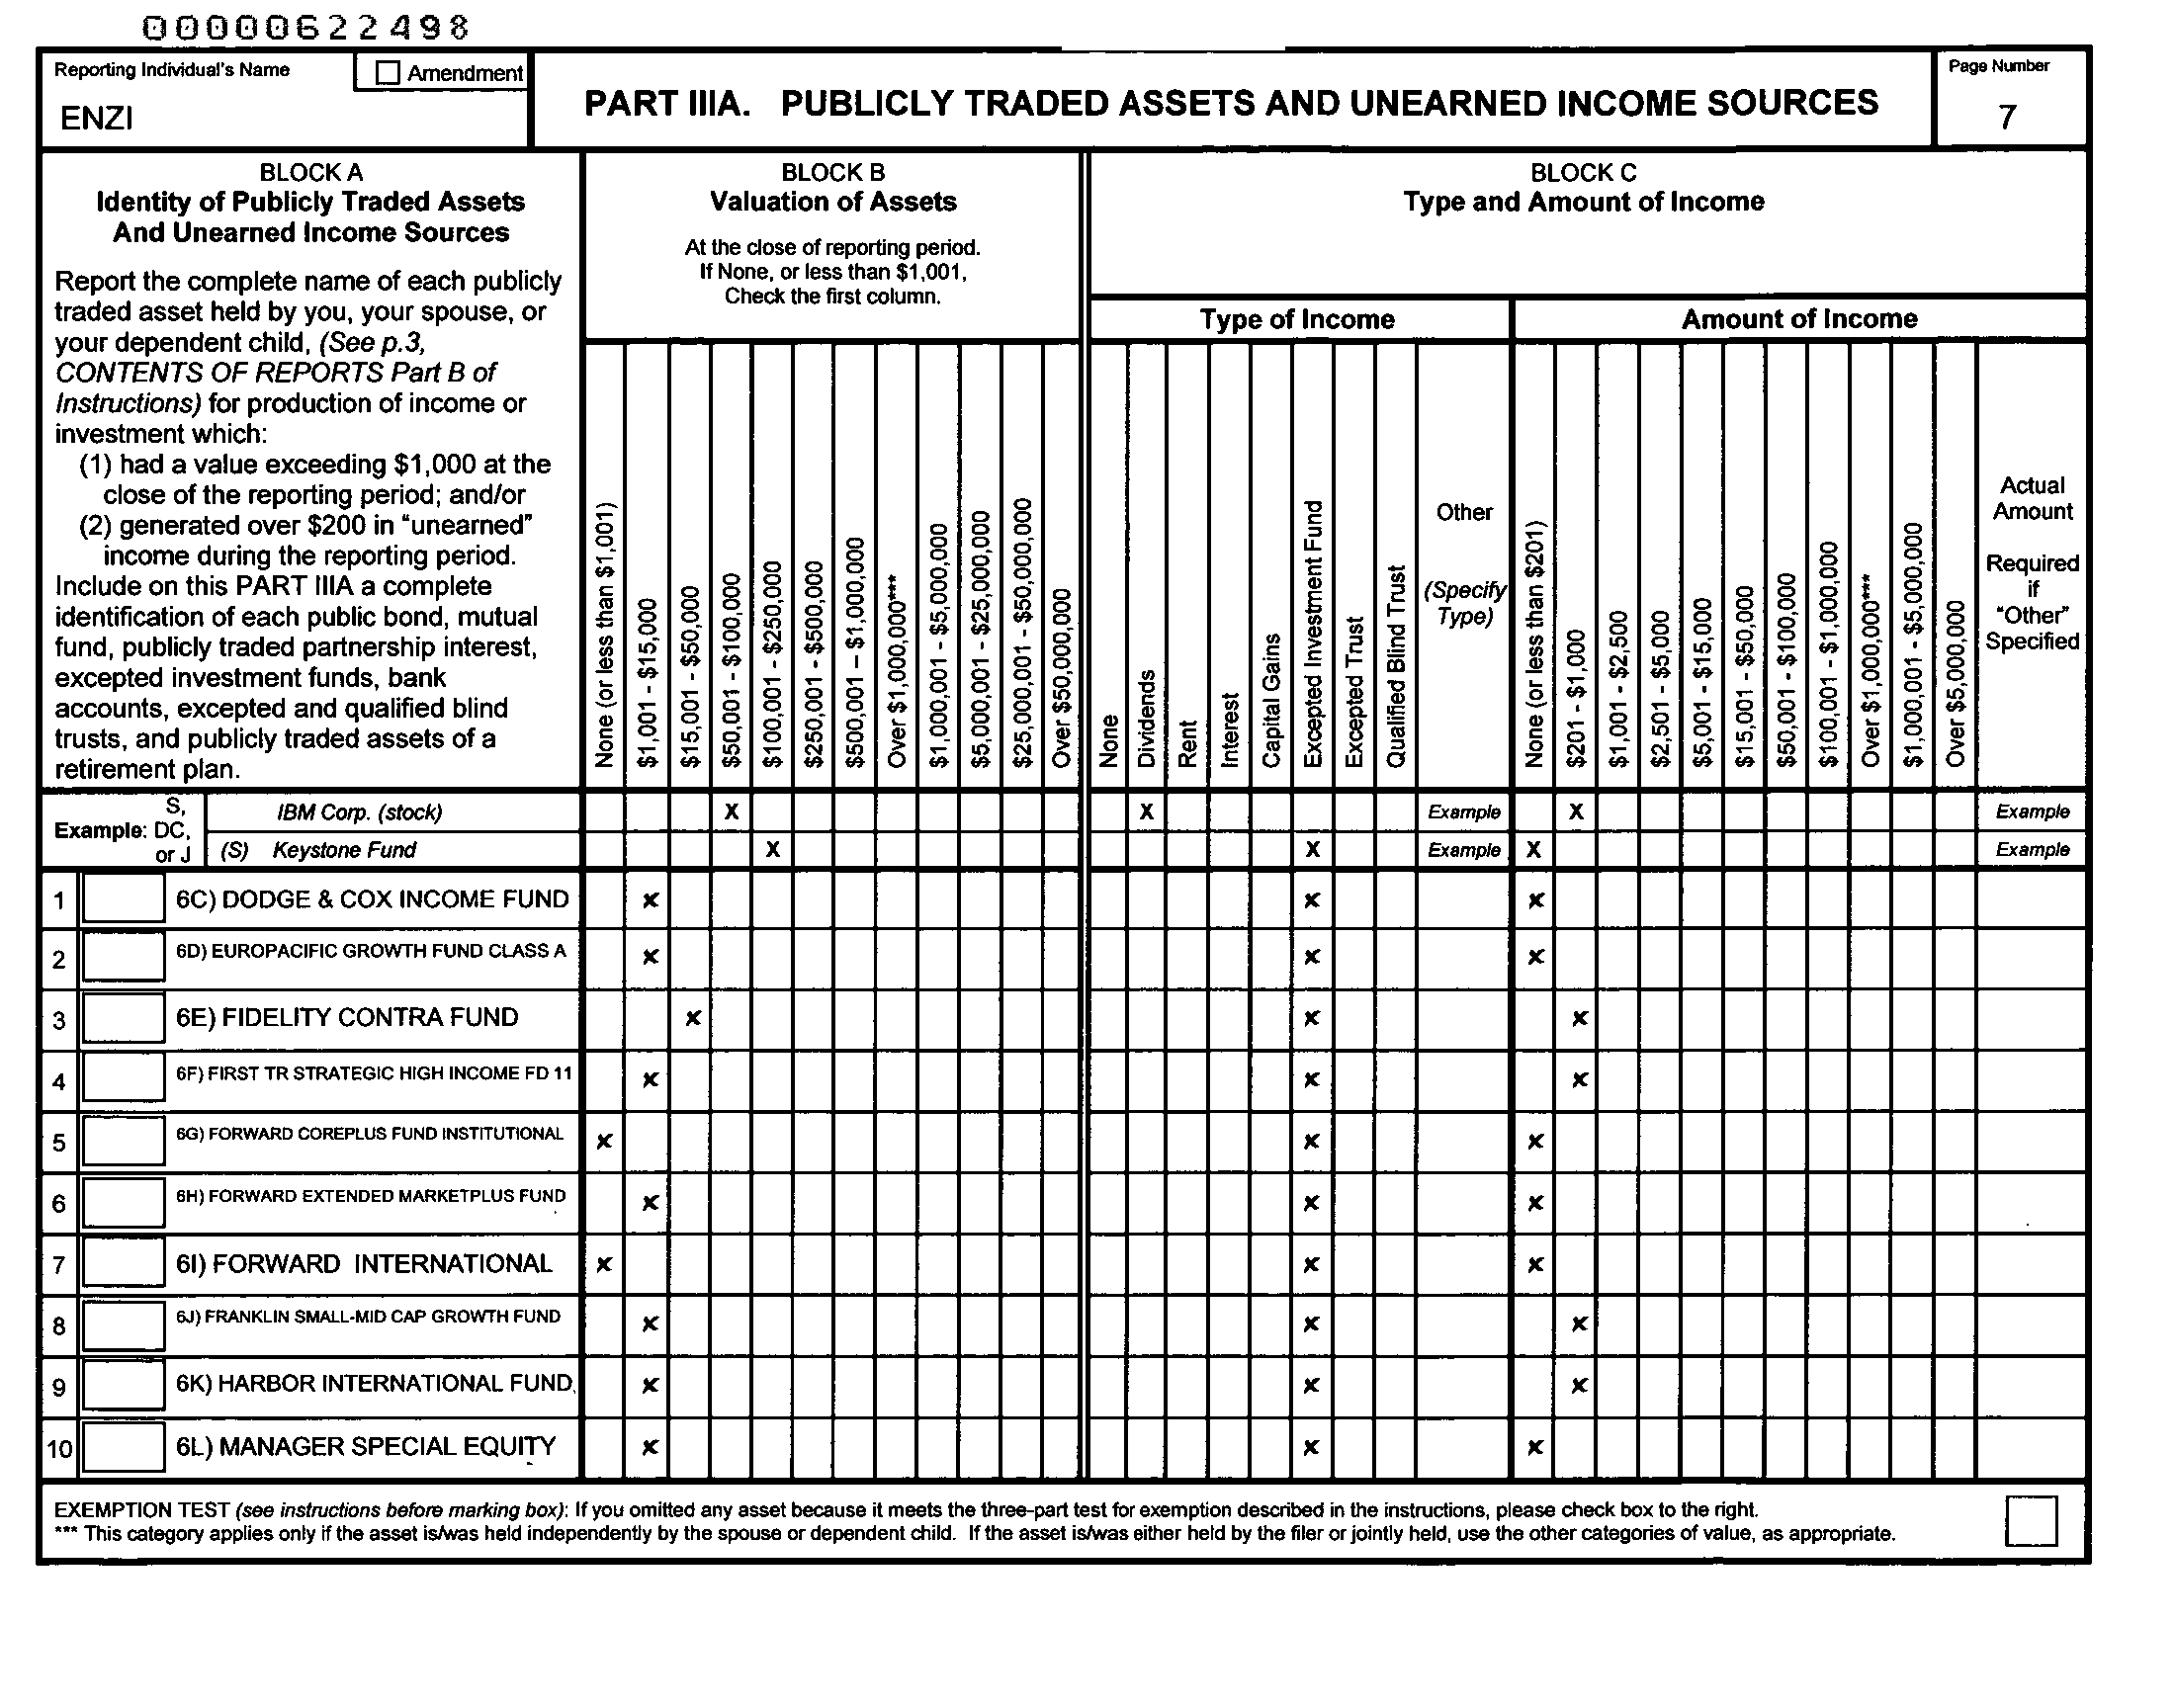 00000622498
Reporting Individual's Name
☐ Amendment
ENZI
PART IIIA. PUBLICLY TRADED ASSETS AND UNEARNED INCOME SOURCES
Page Number
7
BLOCK A
Identity of Publicly Traded Assets
And Unearned Income Sources
Report the complete name of each publicly
traded asset held by you, your spouse, or
your dependent child, (See p.3,
CONTENTS OF REPORTS Part B of
Instructions) for production of income or
investment which:
(1) had a value exceeding $1,000 at the
close of the reporting period; and/or
(2) generated over $200 in "unearned"
income during the reporting period.
Include on this PART IIIA a complete
identification of each public bond, mutual
fund, publicly traded partnership interest,
excepted investment funds, bank
accounts, excepted and qualified blind
trusts, and publicly traded assets of a
retirement plan.
BLOCK B
Valuation of Assets
At the close of reporting period.
If None, or less than $1,001,
Check the first column.
None (or less than $1,001)
$1,001 - $15,000
$15,001 - $50,000
$50,001 - $100,000
$100,001 - $250,000
$250,001 - $500,000
$500,001 – $1,000,000
Over $1,000,000***
$1,000,001 - $5,000,000
$5,000,001 - $25,000,000
$25,000,001 - $50,000,000
Over $50,000,000
BLOCK C
Type and Amount of Income
Type of Income
None
Dividends
Rent
Interest
Capital Gains
Excepted Investment Fund
Excepted Trust
Qualified Blind Trust
Other
(Specify
Type)
Amount of Income
None (or less than $201)
$201 - $1,000
$1,001 - $2,500
$2,501 - $5,000
$5,001 - $15,000
$15,001 - $50,000
$50,001 - $100,000
$100,001 - $1,000,000
Over $1,000,000***
$1,000,001 - $5,000,000
Over $5,000,000
Actual
Amount
Required
if
"Other"
Specified
Example:
S,
DC,
or J
IBM Corp. (stock) X X Example X Example
(S) Keystone Fund X X Example X Example
1 6C) DODGE & COX INCOME FUND x x x
2 6D) EUROPACIFIC GROWTH FUND CLASS A x x x
3 6E) FIDELITY CONTRA FUND x x x
4 6F) FIRST TR STRATEGIC HIGH INCOME FD 11 x x x
5 6G) FORWARD COREPLUS FUND INSTITUTIONAL x x x
6 6H) FORWARD EXTENDED MARKETPLUS FUND x x x
7 6I) FORWARD INTERNATIONAL x x x
8 6J) FRANKLIN SMALL-MID CAP GROWTH FUND x x x
9 6K) HARBOR INTERNATIONAL FUND x x x
10 6L) MANAGER SPECIAL EQUITY x x x
EXEMPTION TEST (see instructions before marking box): If you omitted any asset because it meets the three-part test for exemption described in the instructions, please check box to the right.
*** This category applies only if the asset is/was held independently by the spouse or dependent child. If the asset is/was either held by the filer or jointly held, use the other categories of value, as appropriate.